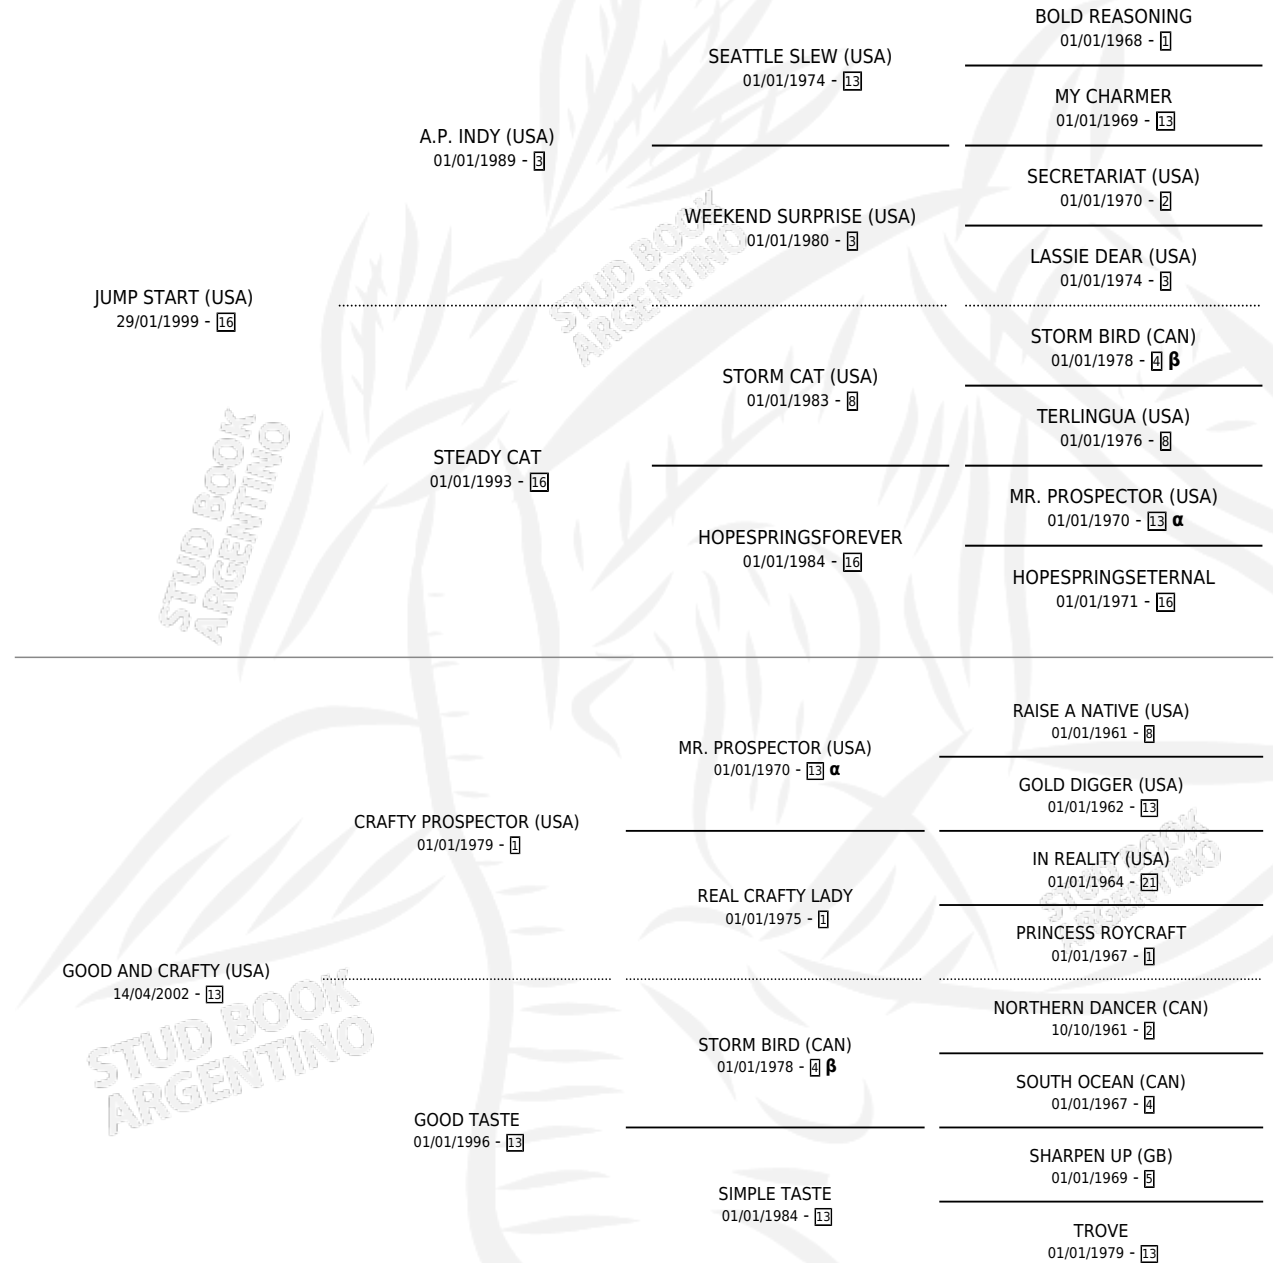 BOLD REASONING
01/01/1968 - 1
SEATTLE SLEW (USA)
01/01/1974 - 13
MY CHARMER
01/01/1969 - 13
A.P. INDY (USA)
01/01/1989 - 3
SECRETARIAT (USA)
01/01/1970 - 2
WEEKEND SURPRISE (USA)
01/01/1980 - 3
LASSIE DEAR (USA)
01/01/1974 - 3
STUD BOOK
ARGENTINO
JUMP START (USA)
29/01/1999 - 16
STORM BIRD (CAN)
01/01/1978 - 4 β
STORM CAT (USA)
01/01/1983 - 8
TERLINGUA (USA)
01/01/1976 - 8
STEADY CAT
01/01/1993 - 16
MR. PROSPECTOR (USA)
01/01/1970 - 13 α
HOPESPRINGSFOREVER
01/01/1984 - 16
HOPESPRINGSETERNAL
01/01/1971 - 16
STUD BOOK
ARGENTINO
RAISE A NATIVE (USA)
01/01/1961 - 8
MR. PROSPECTOR (USA)
01/01/1970 - 13 α
GOLD DIGGER (USA)
01/01/1962 - 13
CRAFTY PROSPECTOR (USA)
01/01/1979 - 1
IN REALITY (USA)
01/01/1964 - 21
REAL CRAFTY LADY
01/01/1975 - 1
PRINCESS ROYCRAFT
01/01/1967 - 1
STUD BOOK
ARGENTINO
GOOD AND CRAFTY (USA)
14/04/2002 - 13
NORTHERN DANCER (CAN)
10/10/1961 - 2
STORM BIRD (CAN)
01/01/1978 - 4 β
SOUTH OCEAN (CAN)
01/01/1967 - 4
GOOD TASTE
01/01/1996 - 13
SHARPEN UP (GB)
01/01/1969 - 5
SIMPLE TASTE
01/01/1984 - 13
TROVE
01/01/1979 - 13
STUD BOOK
ARGENTINO